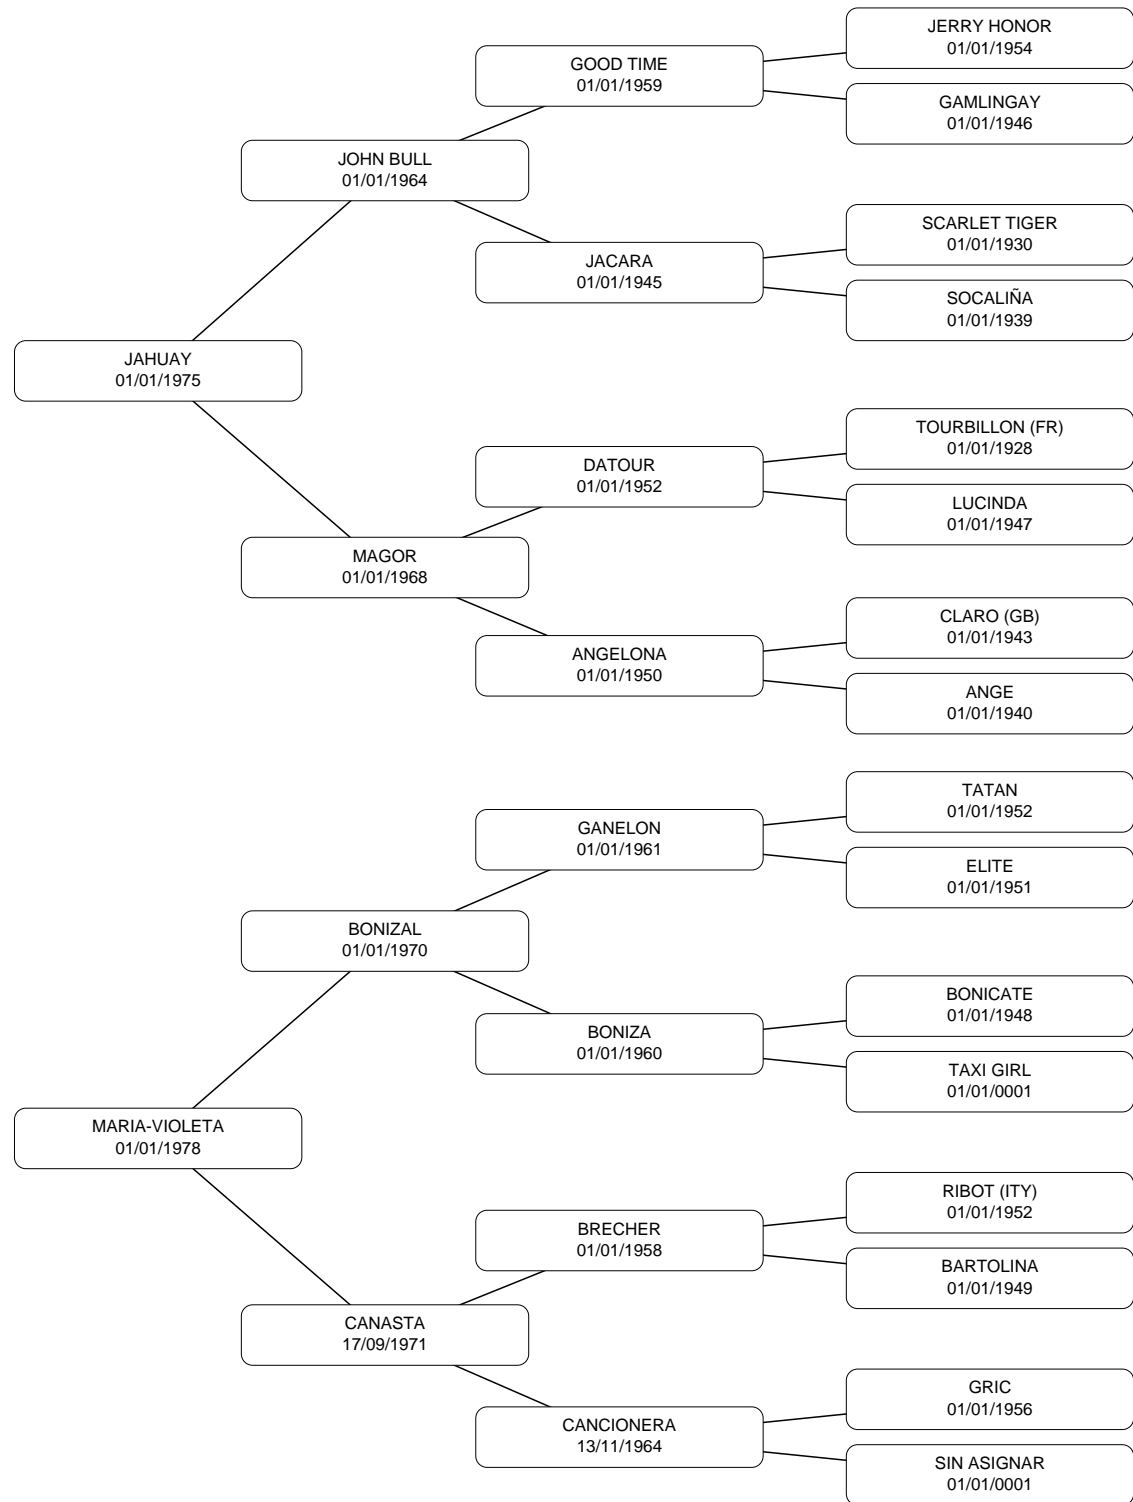 JERRY HONOR
01/01/1954
GOOD TIME
01/01/1959
GAMLINGAY
01/01/1946
JOHN BULL
01/01/1964
SCARLET TIGER
01/01/1930
JACARA
01/01/1945
SOCALIÑA
01/01/1939
JAHUAY
01/01/1975
TOURBILLON (FR)
01/01/1928
DATOUR
01/01/1952
LUCINDA
01/01/1947
MAGOR
01/01/1968
CLARO (GB)
01/01/1943
ANGELONA
01/01/1950
ANGE
01/01/1940
TATAN
01/01/1952
GANELON
01/01/1961
ELITE
01/01/1951
BONIZAL
01/01/1970
BONICATE
01/01/1948
BONIZA
01/01/1960
TAXI GIRL
01/01/0001
MARIA-VIOLETA
01/01/1978
RIBOT (ITY)
01/01/1952
BRECHER
01/01/1958
BARTOLINA
01/01/1949
CANASTA
17/09/1971
GRIC
01/01/1956
CANCIONERA
13/11/1964
SIN ASIGNAR
01/01/0001